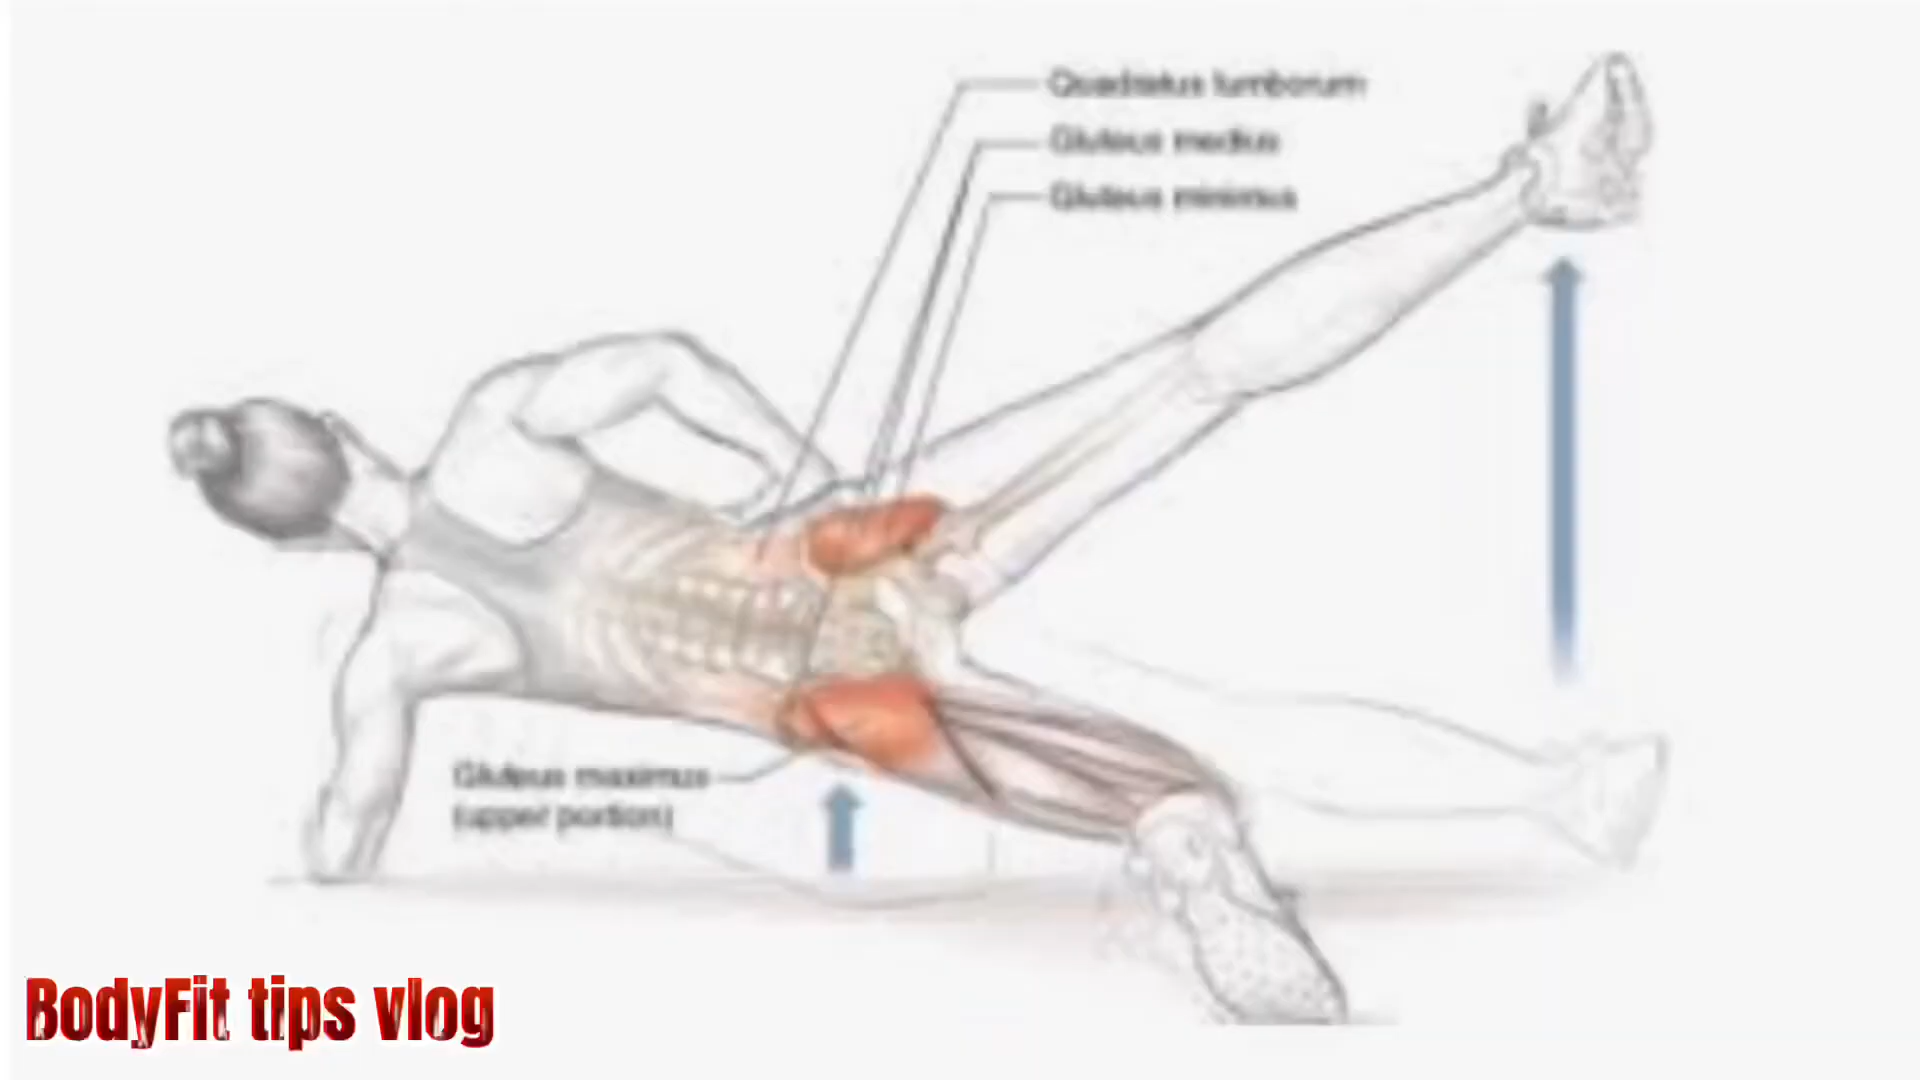 Quadratus lumborum
Gluteus medius
Gluteus minimus
Gluteus maximus
(upper portion)
BodyFit tips vlog